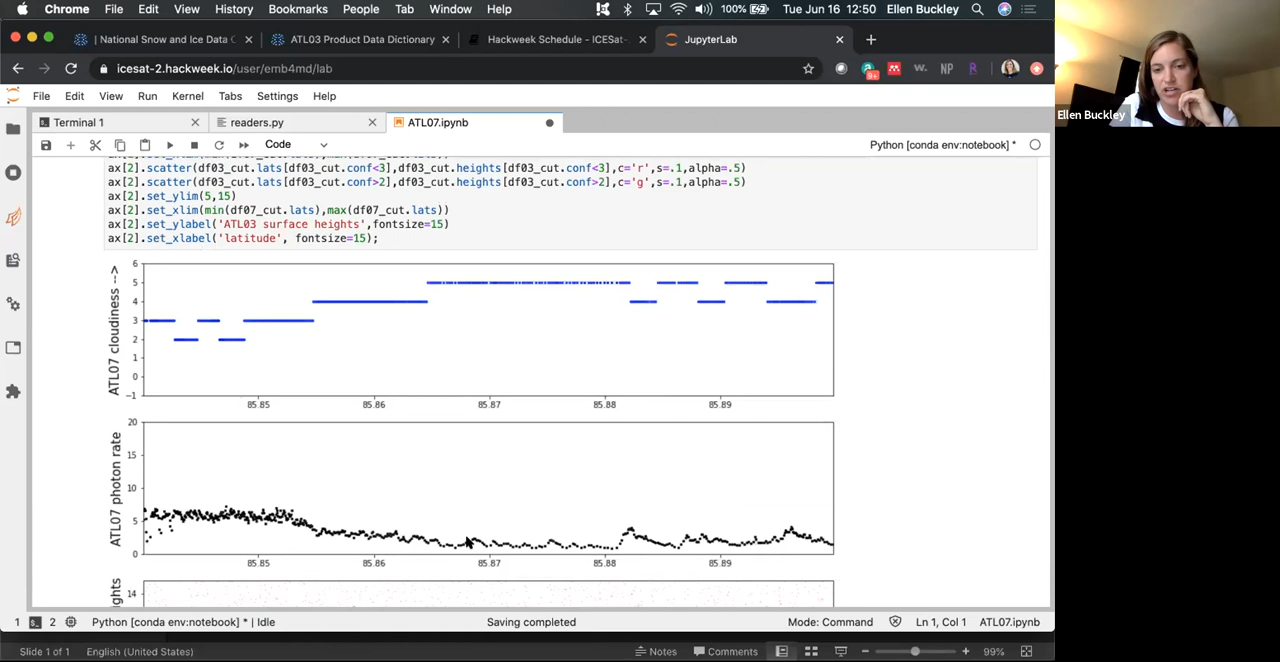 Chrome File Edit View History Bookmarks People Tab Window Help 100% Tue Jun 16 12:50 Ellen Buckley
| National Snow and Ice Data C ATL03 Product Data Dictionary Hackweek Schedule - ICESat- JupyterLab
icesat-2.hackweek.io/user/emb4md/lab 9+ w. NP R
Ellen Buckley
File Edit View Run Kernel Tabs Settings Help
Terminal 1 readers.py ATL07.ipynb
Code Python [conda env:notebook] *
ax[2].scatter(df03_cut.lats[df03_cut.conf<3],df03_cut.heights[df03_cut.conf<3],c='r',s=.1,alpha=.5)
ax[2].scatter(df03_cut.lats[df03_cut.conf>2],df03_cut.heights[df03_cut.conf>2],c='g',s=.1,alpha=.5)
ax[2].set_ylim(5,15)
ax[2].set_xlim(min(df07_cut.lats),max(df07_cut.lats))
ax[2].set_ylabel('ATL03 surface heights',fontsize=15)
ax[2].set_xlabel('latitude', fontsize=15);
ATL07 cloudiness -->
6
5
4
3
2
1
0
-1
85.85 85.86 85.87 85.88 85.89
ATL07 photon rate
20
15
10
5
0
85.85 85.86 85.87 85.88 85.89
ghts
14
1 2 Python [conda env:notebook] * | Idle Saving completed Mode: Command Ln 1, Col 1 ATL07.ipynb
Slide 1 of 1 English (United States) Notes Comments 99%